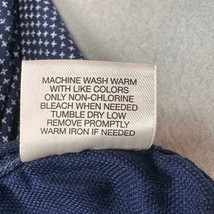 MACHINE WASH WARM
WITH LIKE COLORS
ONLY NON-CHLORINE
BLEACH WHEN NEEDED
TUMBLE DRY LOW
REMOVE PROMPTLY
WARM IRON IF NEEDED